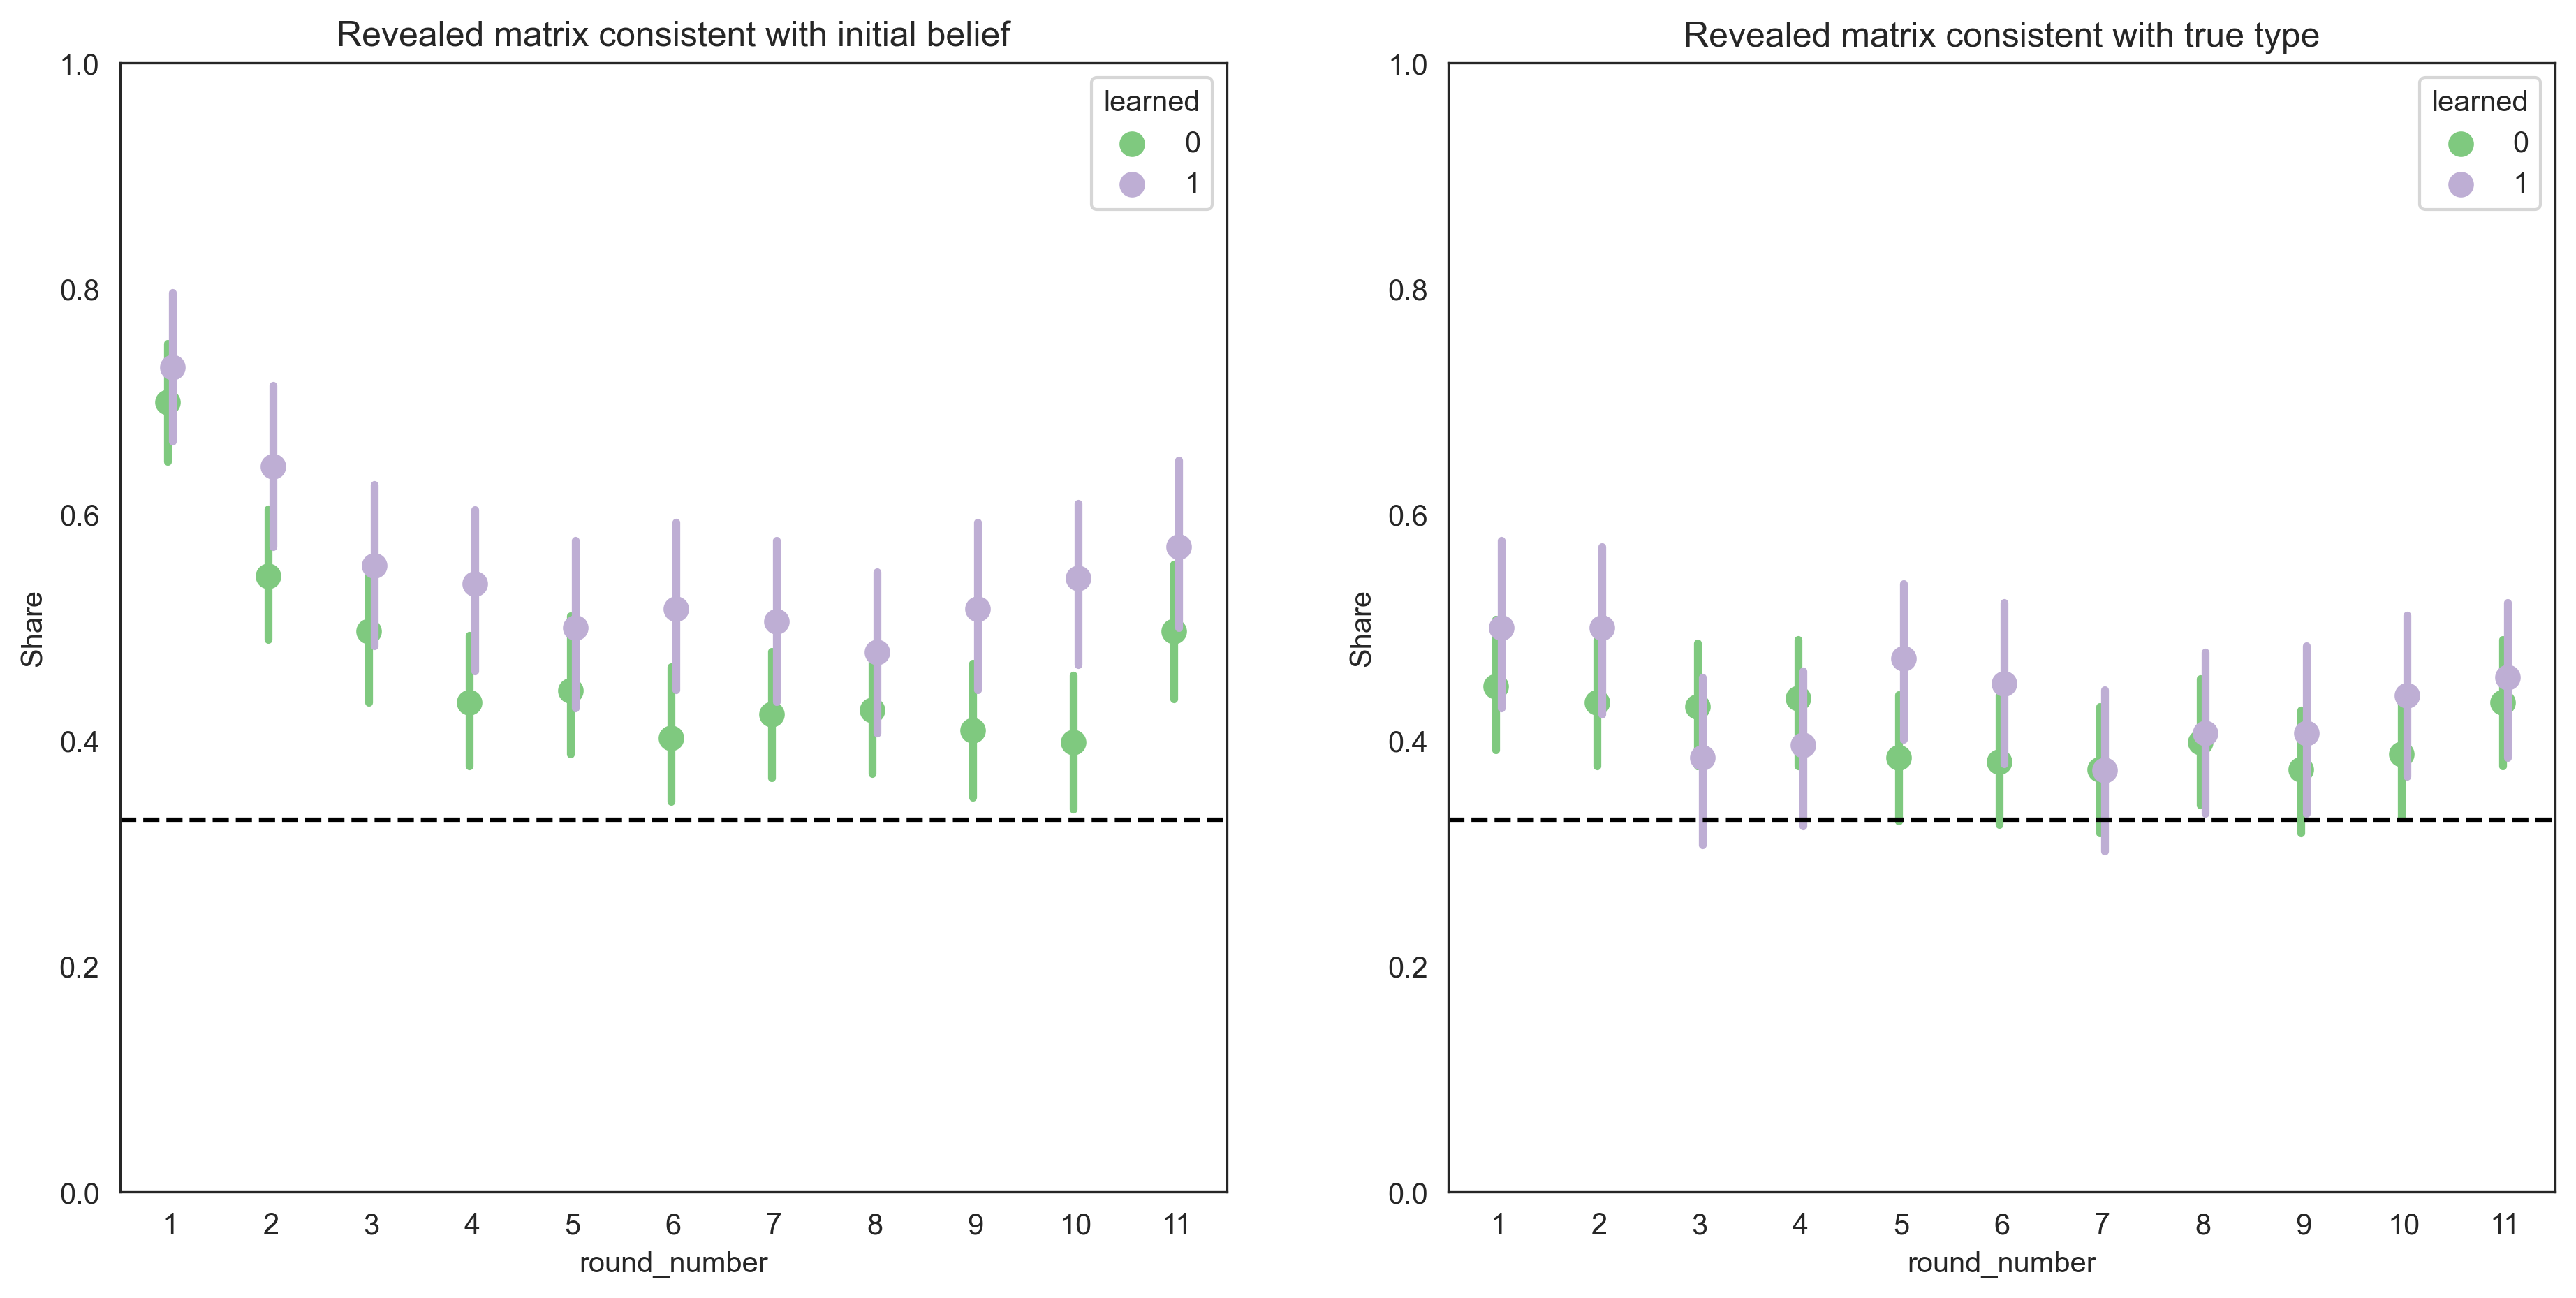 Revealed matrix consistent with initial belief
1.0
0.8
0.6
0.4
0.2
0.0
Share
learned
0
1
1 2 3 4 5 6 7 8 9 10 11
round_number
Revealed matrix consistent with true type
1.0
0.8
0.6
0.4
0.2
0.0
Share
learned
0
1
1 2 3 4 5 6 7 8 9 10 11
round_number